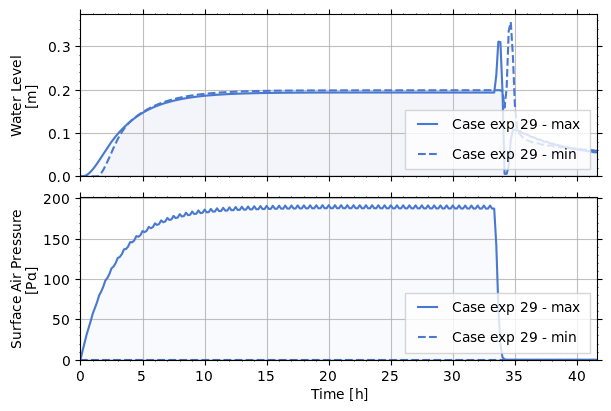 Water Level
[m]
0.3
0.2
0.1
0.0
Case exp 29 - max
Case exp 29 - min
Surface Air Pressure
[Pa]
200
150
100
50
0
Case exp 29 - max
Case exp 29 - min
0 5 10 15 20 25 30 35 40
Time [h]